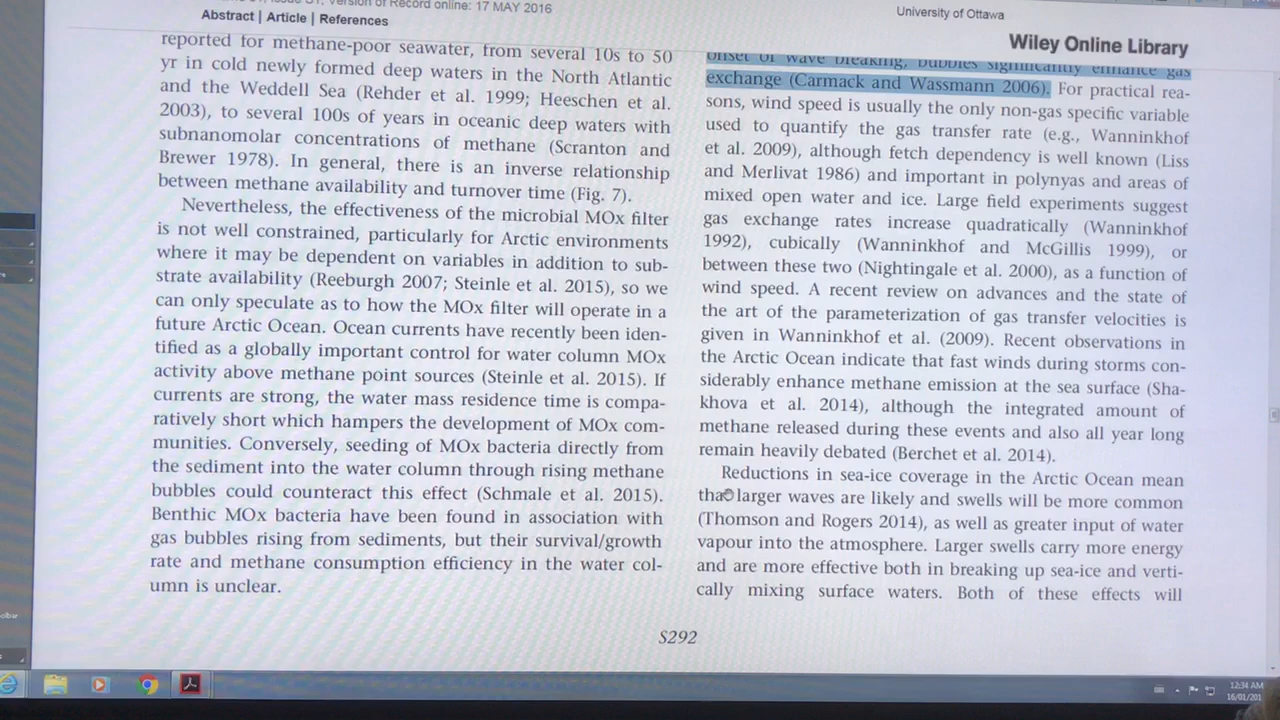 Version of Record online: 17 MAY 2016
Abstract | Article | References
University of Ottawa
Wiley Online Library
reported for methane-poor seawater, from several 10s to 50
yr in cold newly formed deep waters in the North Atlantic
and the Weddell Sea (Rehder et al. 1999; Heeschen et al.
2003), to several 100s of years in oceanic deep waters with
subnanomolar concentrations of methane (Scranton and
Brewer 1978). In general, there is an inverse relationship
between methane availability and turnover time (Fig. 7).
Nevertheless, the effectiveness of the microbial MOx filter
is not well constrained, particularly for Arctic environments
where it may be dependent on variables in addition to sub-
strate availability (Reeburgh 2007; Steinle et al. 2015), so we
can only speculate as to how the MOx filter will operate in a
future Arctic Ocean. Ocean currents have recently been iden-
tified as a globally important control for water column MOx
activity above methane point sources (Steinle et al. 2015). If
currents are strong, the water mass residence time is compa-
ratively short which hampers the development of MOx com-
munities. Conversely, seeding of MOx bacteria directly from
the sediment into the water column through rising methane
bubbles could counteract this effect (Schmale et al. 2015).
Benthic MOx bacteria have been found in association with
gas bubbles rising from sediments, but their survival/growth
rate and methane consumption efficiency in the water col-
umn is unclear.
onset of wave breaking, bubbles significantly enhance gas
exchange (Carmack and Wassmann 2006). For practical rea-
sons, wind speed is usually the only non-gas specific variable
used to quantify the gas transfer rate (e.g., Wanninkhof
et al. 2009), although fetch dependency is well known (Liss
and Merlivat 1986) and important in polynyas and areas of
mixed open water and ice. Large field experiments suggest
gas exchange rates increase quadratically (Wanninkhof
1992), cubically (Wanninkhof and McGillis 1999), or
between these two (Nightingale et al. 2000), as a function of
wind speed. A recent review on advances and the state of
the art of the parameterization of gas transfer velocities is
given in Wanninkhof et al. (2009). Recent observations in
the Arctic Ocean indicate that fast winds during storms con-
siderably enhance methane emission at the sea surface (Sha-
khova et al. 2014), although the integrated amount of
methane released during these events and also all year long
remain heavily debated (Berchet et al. 2014).
Reductions in sea-ice coverage in the Arctic Ocean mean
that larger waves are likely and swells will be more common
(Thomson and Rogers 2014), as well as greater input of water
vapour into the atmosphere. Larger swells carry more energy
and are more effective both in breaking up sea-ice and verti-
cally mixing surface waters. Both of these effects will
S292
12:34 AM
16/01/201